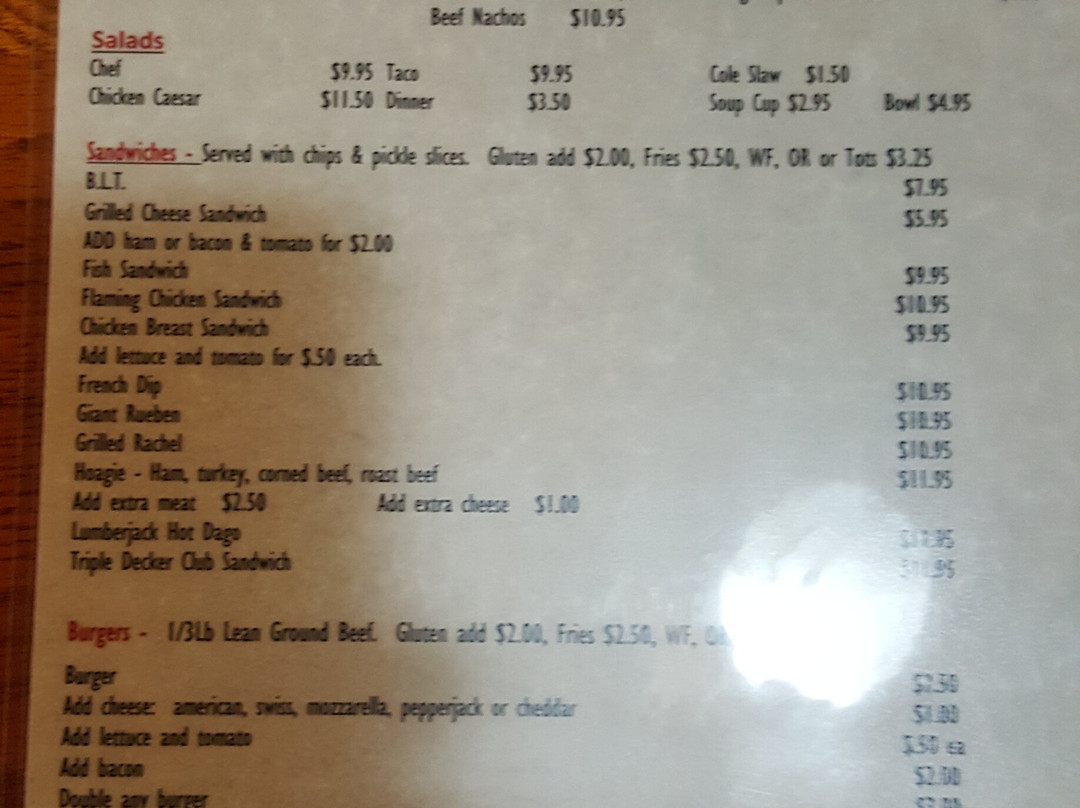 Beef Nachos $10.95
Salads
Chef $9.95 Taco $9.95 Cole Slaw $1.50
Chicken Caesar $11.50 Dinner $3.50 Soup Cup $2.95 Bowl $4.95
Sandwiches - Served with chips & pickle slices. Gluten add $2.00, Fries $2.50, WF, OR or Tots $3.25
B.L.T. $7.95
Grilled Cheese Sandwich $5.95
ADD ham or bacon & tomato for $2.00
Fish Sandwich $9.95
Flaming Chicken Sandwich $10.95
Chicken Breast Sandwich $9.95
Add lettuce and tomato for $.50 each.
French Dip $10.95
Giant Rueben $10.95
Grilled Rachel $10.95
Hoagie - Ham, turkey, corned beef, roast beef $11.95
Add extra meat $2.50 Add extra cheese $1.00
Lumberjack Hot Dago
Triple Decker Club Sandwich
Burgers - 1/3Lb Lean Ground Beef. Gluten add $2.00, Fries $2.50, WF,
Burger $7.50
Add cheese: american, swiss, mozzarella, pepperjack or cheddar $1.00
Add lettuce and tomato $.50 ea
Add bacon $2.00
Double any burger